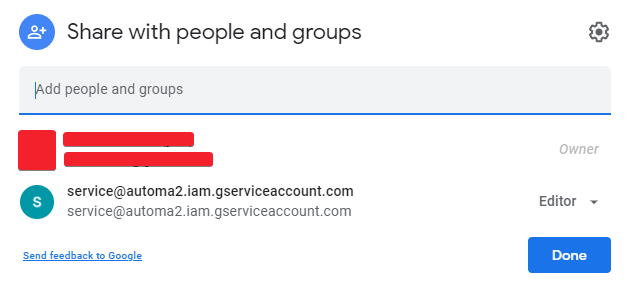 Share with people and groups
Add people and groups
Owner
S
service@automa2.iam.gserviceaccount.com
service@automa2.iam.gserviceaccount.com
Editor
Send feedback to Google
Done